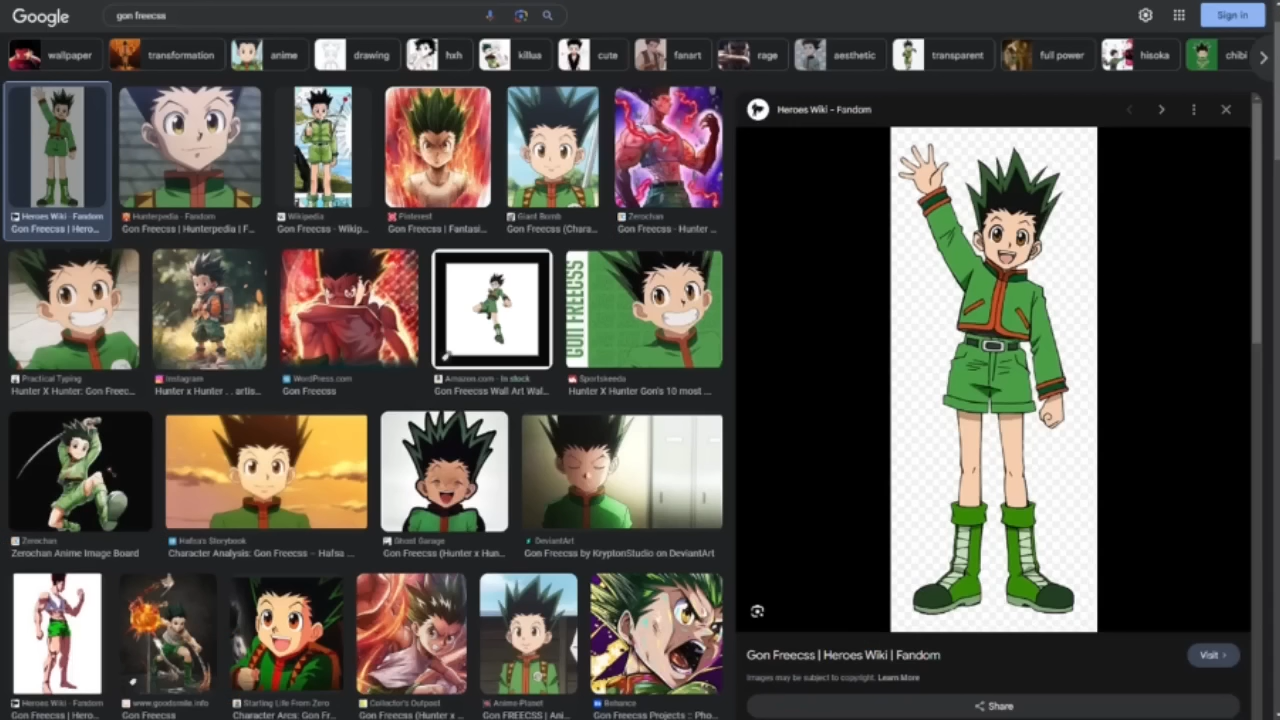 Google
gon freecss
Sign in
wallpaper
transformation
anime
drawing
hxh
killua
cute
fanart
rage
aesthetic
transparent
full power
hisoka
chibi
Heroes Wiki - Fandom
Gon Freecss | Hero...
Hunterpedia - Fandom
Gon Freecss | Hunterpedia | F...
Wikipedia
Gon Freecss - Wikip...
Pinterest
Gon Freecss | Fantasi...
Giant Bomb
Gon Freecss (Chara...
Zerochan
Gon Freecss - Hunter ...
Practical Typing
Hunter X Hunter: Gon Freec...
Instagram
Hunter x Hunter . . artis...
WordPress.com
Gon Freecss
Amazon.com · In stock
Gon Freecss Wall Art Wal...
GON FREECSS
Sportskeeda
Hunter X Hunter Gon's 10 most ...
Zerochan
Zerochan Anime Image Board
Hafsa's Storybook
Character Analysis: Gon Freecss – Hafsa ...
Ghost Garage
Gon Freecss (Hunter x Hun...
DeviantArt
Gon Freecss by KryptonStudio on DeviantArt
Heroes Wiki - Fandom
Gon Freecss | Hero...
www.goodsmile.info
Gon Freecss
Starting Life From Zero
Character Arcs: Gon Fr...
Collector's Outpost
Gon Freecss (Hunter x ...
Anime-Planet
Gon FREECSS | Ani...
Behance
Gon Freecss Projects :: Pho...
Heroes Wiki - Fandom
Gon Freecss | Heroes Wiki | Fandom
Visit
Images may be subject to copyright. Learn More
Share